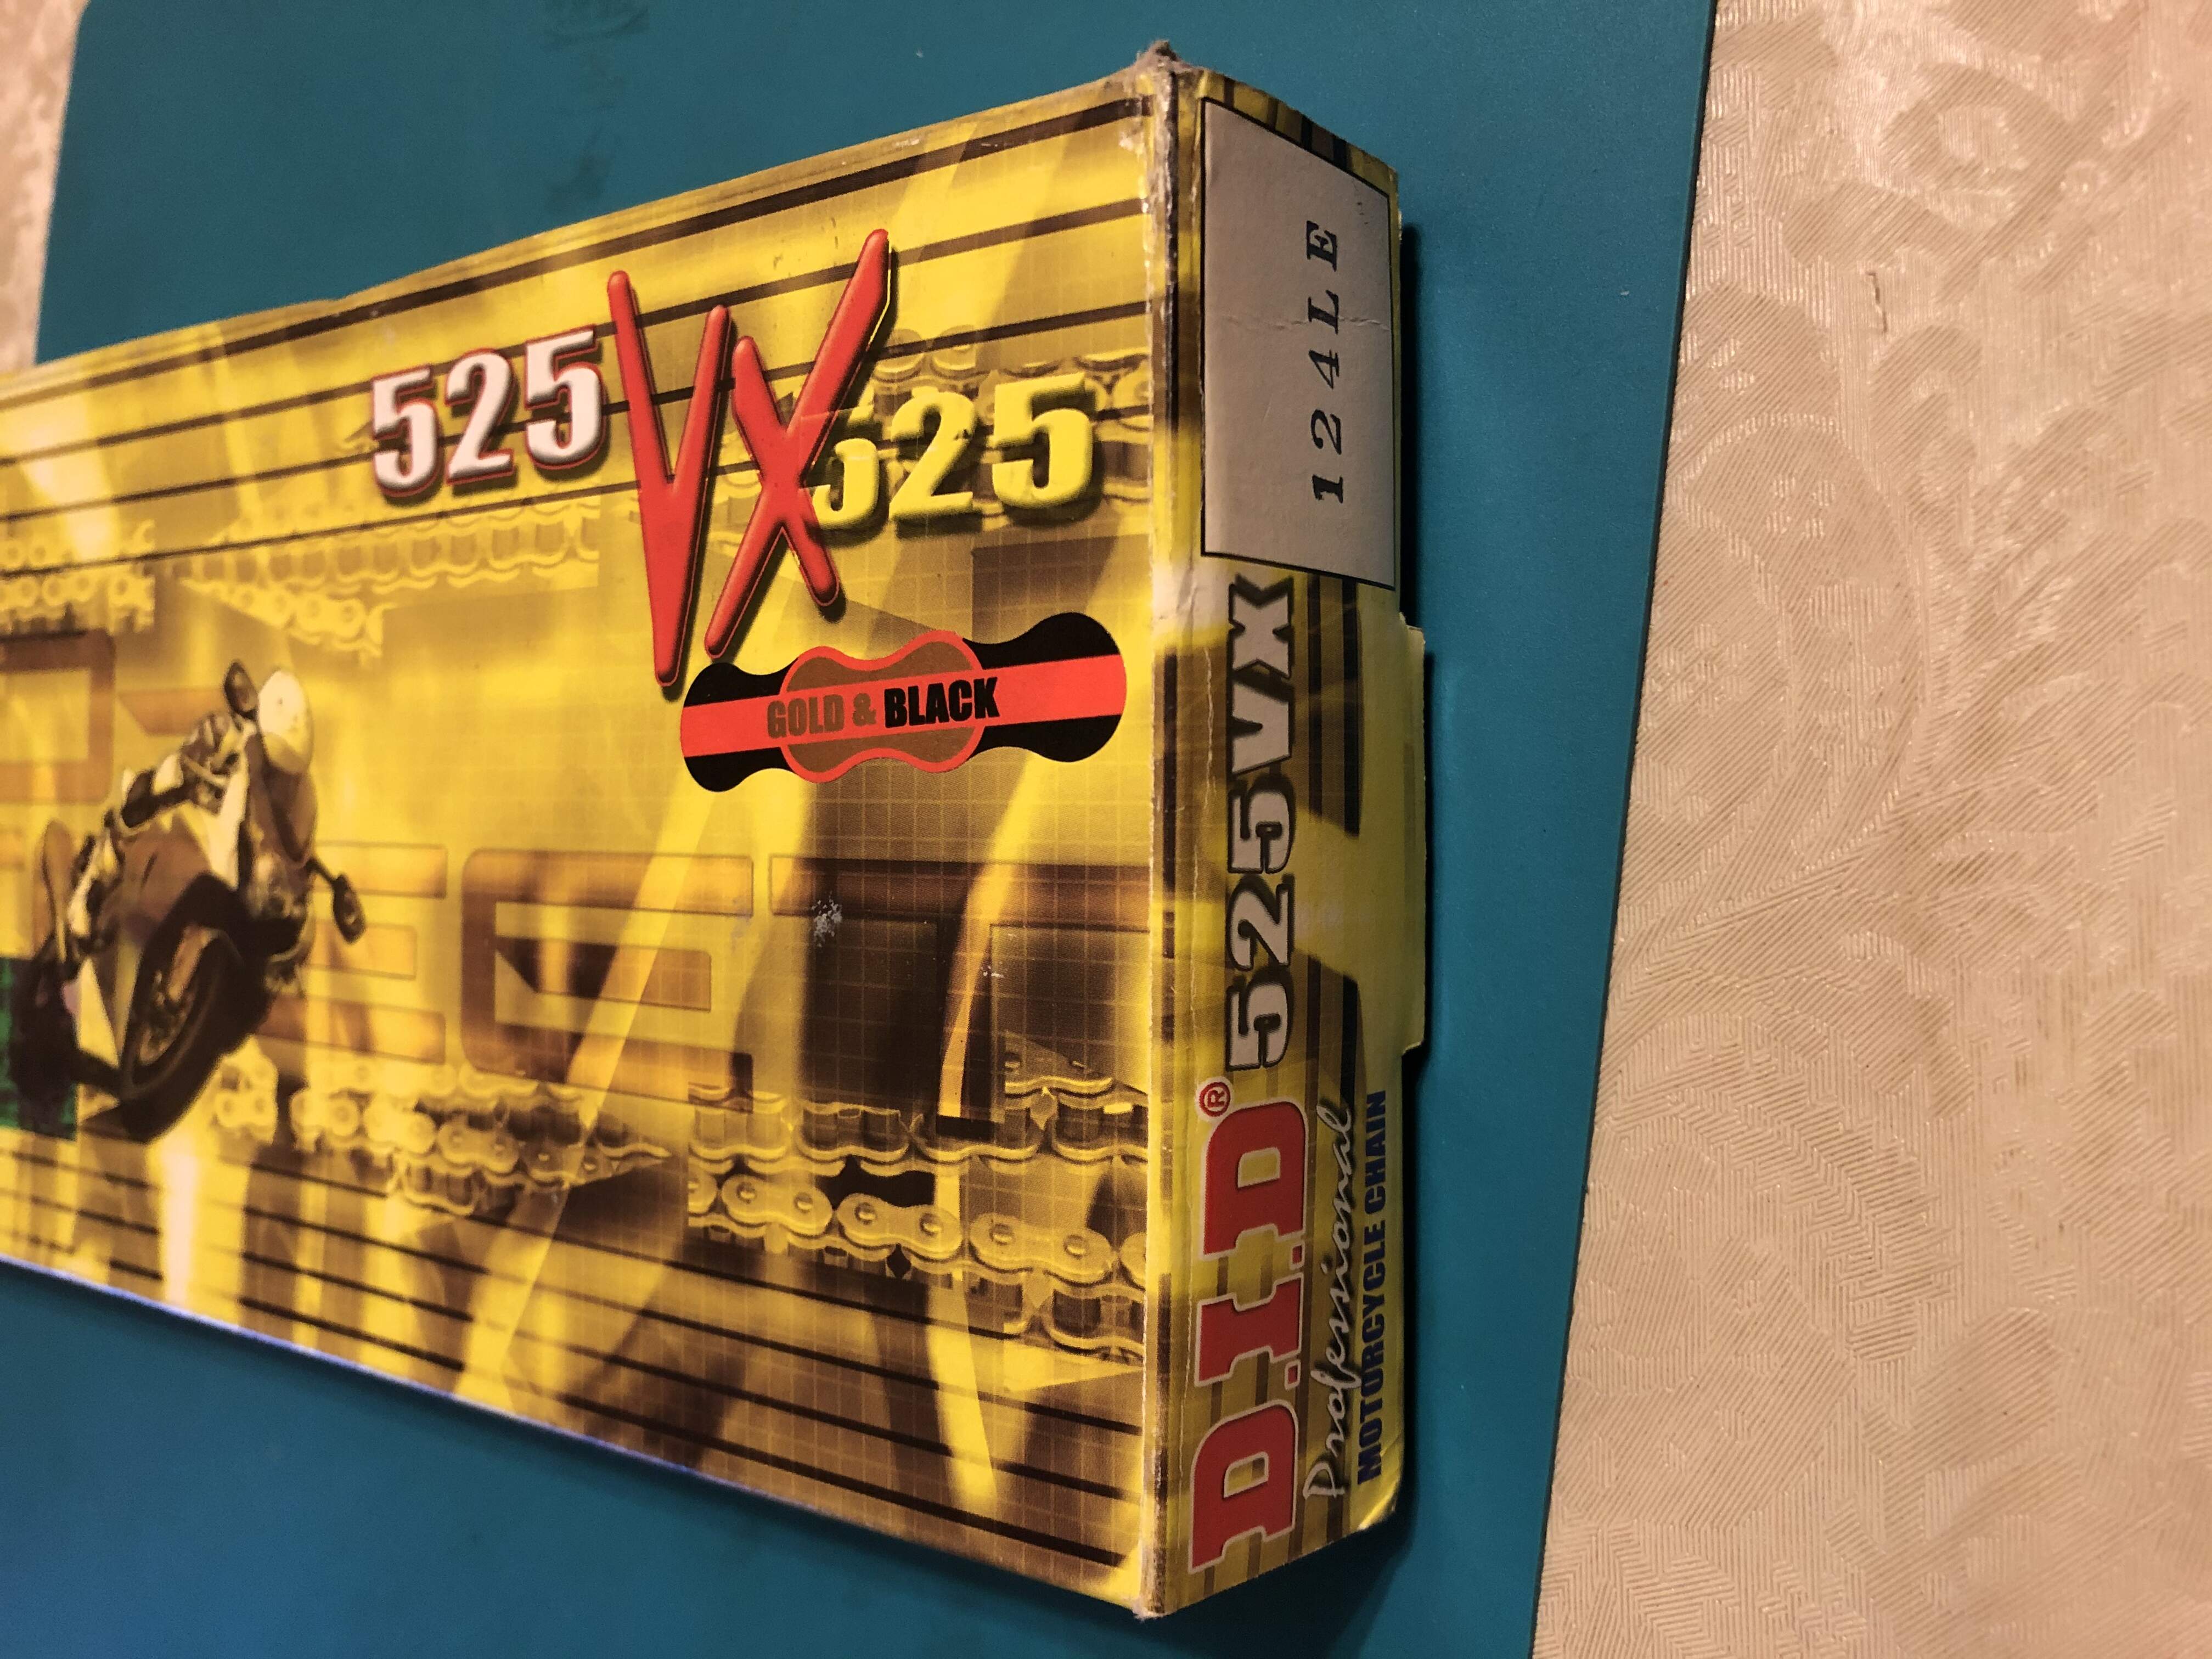 525 VX 525
GOLD & BLACK
124LE
D.I.D® 525VX
Professional
MOTORCYCLE CHAIN